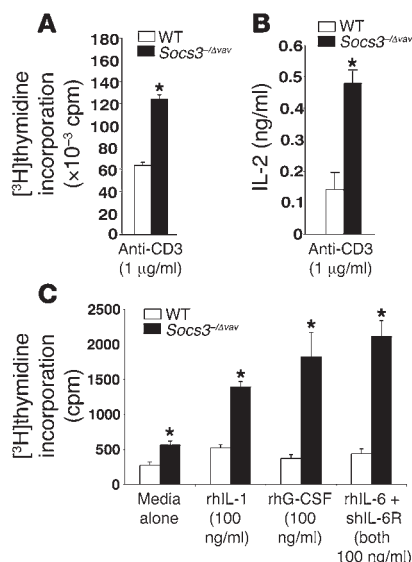 A
WT
Socs3–/Δvav
180
160
140
120
100
80
60
40
20
0
[³H]thymidine
incorporation
(×10⁻³ cpm)
*
Anti-CD3
(1 μg/ml)
B
WT
Socs3–/Δvav
0.6
0.5
0.4
0.3
0.2
0.1
0
IL-2 (ng/ml)
*
Anti-CD3
(1 μg/ml)
C
WT
Socs3–/Δvav
2500
2000
1500
1000
500
0
[³H]thymidine
incorporation
(cpm)
* * * *
Media
alone
rhIL-1
(100
ng/ml)
rhG-CSF
(100
ng/ml)
rhIL-6 +
shIL-6R
(both
100 ng/ml)